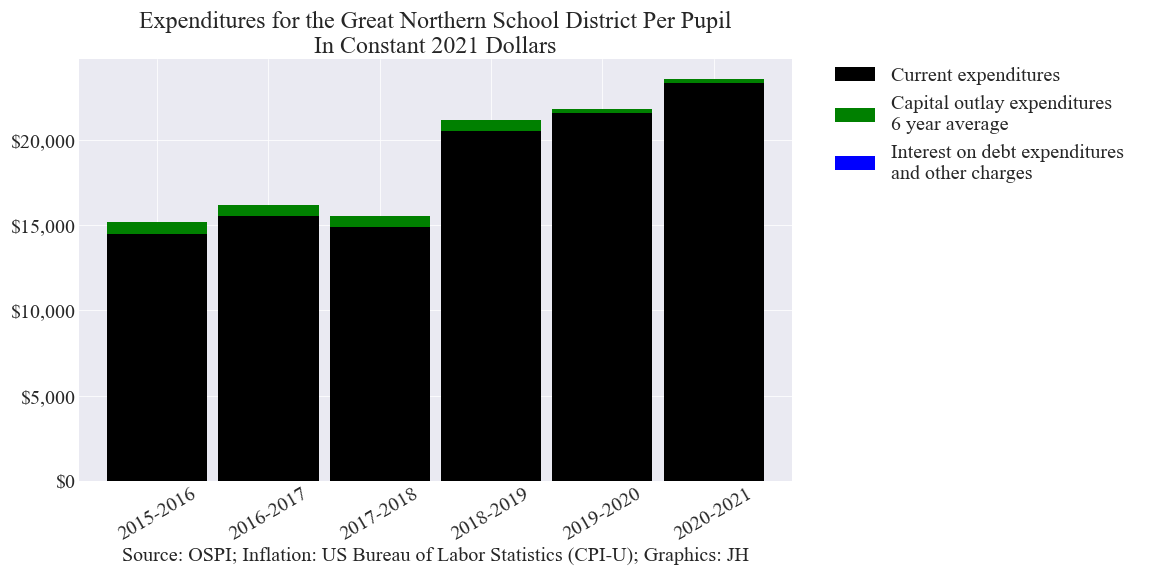 Expenditures for the Great Northern School District Per Pupil
In Constant 2021 Dollars
Current expenditures
Capital outlay expenditures
6 year average
Interest on debt expenditures
and other charges
$20,000
$15,000
$10,000
$5,000
$0
2015-2016
2016-2017
2017-2018
2018-2019
2019-2020
2020-2021
Source: OSPI; Inflation: US Bureau of Labor Statistics (CPI-U); Graphics: JH